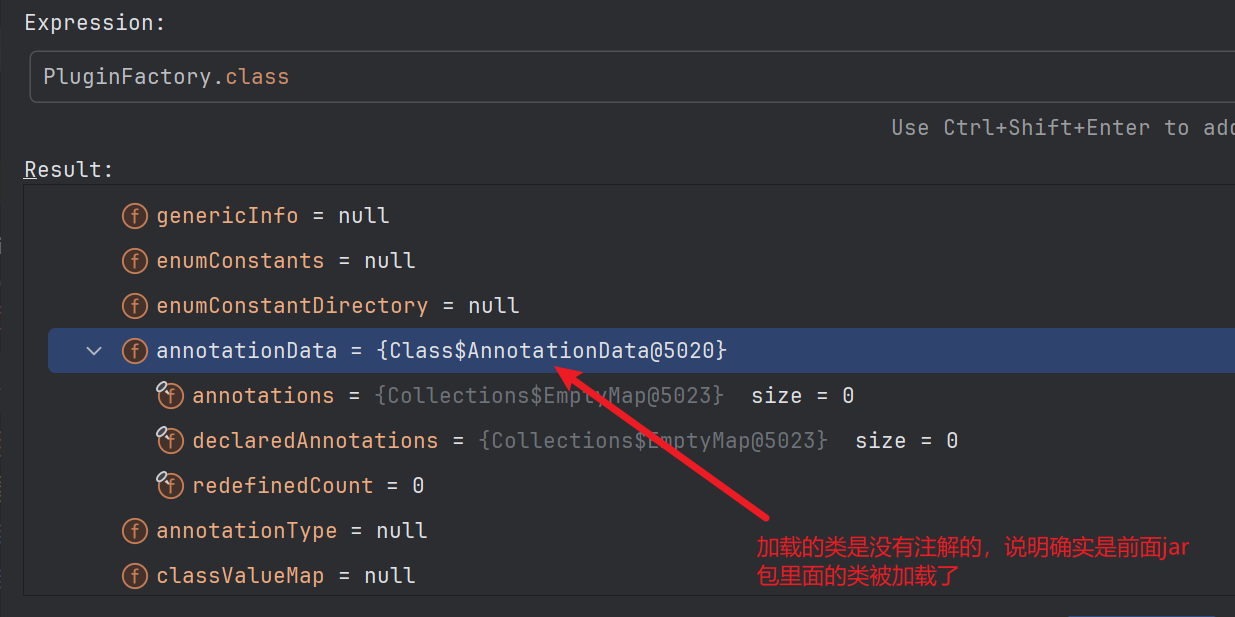 Expression:
PluginFactory.class
Use Ctrl+Shift+Enter to add
Result:
genericInfo = null
enumConstants = null
enumConstantDirectory = null
annotationData = {Class$AnnotationData@5020}
annotations = {Collections$EmptyMap@5023} size = 0
declaredAnnotations = {Collections$EmptyMap@5023} size = 0
redefinedCount = 0
annotationType = null
classValueMap = null
加载的类是没有注解的，说明确实是前面jar
包里面的类被加载了